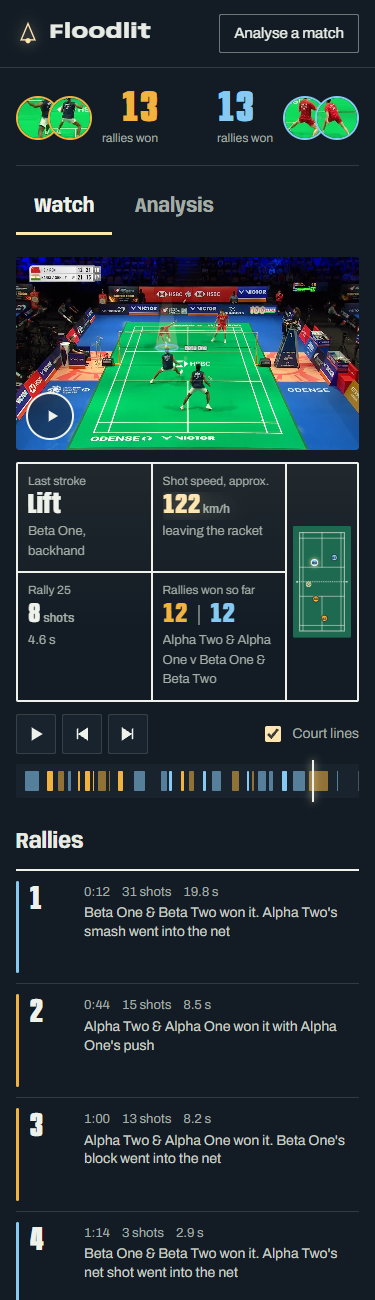 Floodlit
Analyse a match
13
rallies won
13
rallies won
Watch
Analysis
HSBC
VICTOR
ODENSE
ODENSE
VICTOR
Last stroke
Lift
Beta One,
backhand
Shot speed, approx.
122 km/h
leaving the racket
Rally 25
8 shots
4.6 s
Rallies won so far
12 | 12
Alpha Two & Alpha
One v Beta One &
Beta Two
Court lines
Rallies
1
0:12 31 shots 19.8 s
Beta One & Beta Two won it. Alpha Two's
smash went into the net
2
0:44 15 shots 8.5 s
Alpha Two & Alpha One won it with Alpha
One's push
3
1:00 13 shots 8.2 s
Alpha Two & Alpha One won it. Beta One's
block went into the net
4
1:14 3 shots 2.9 s
Beta One & Beta Two won it. Alpha Two's
net shot went into the net